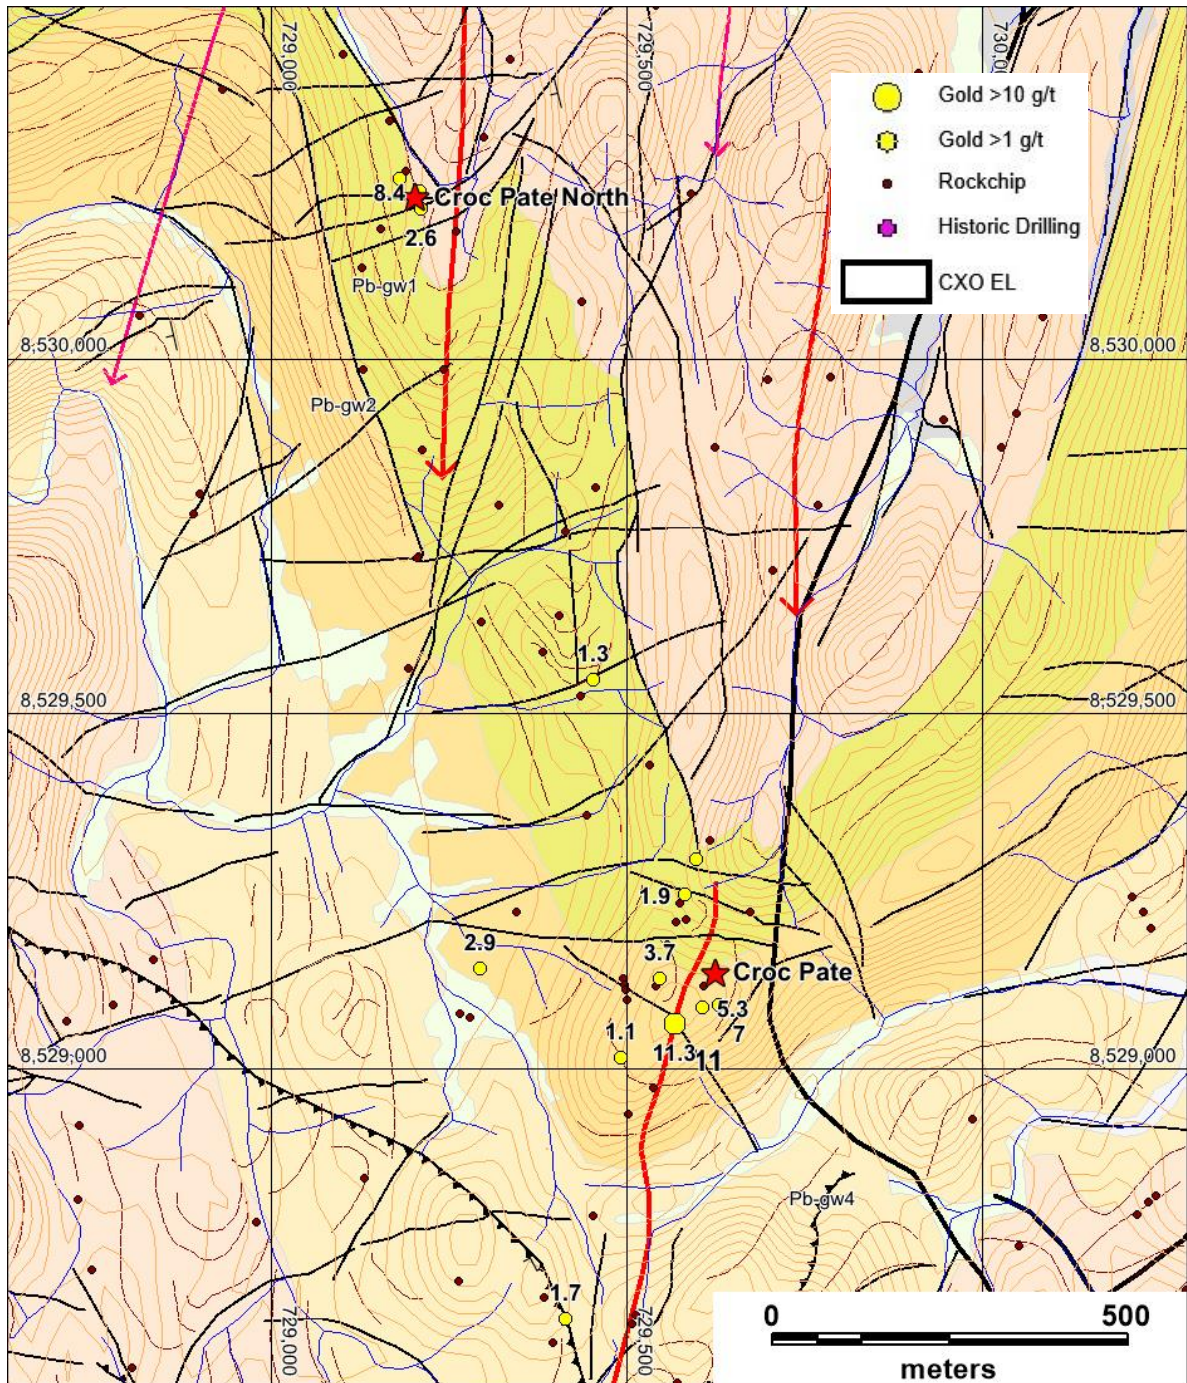 729,000
729,500
730,0
Gold >10 g/t
Gold >1 g/t
Rockchip
Historic Drilling
CXO EL
8.4
Croc Pate North
2.6
Pb-gw1
8,530,000
8,530,000
Pb-gw2
1.3
8,529,500
8,529,500
1.9
2.9
3.7
Croc Pate
5.3
7
1.1
11.3
11
8,529,000
8,529,000
Pb-gw4
1.7
729,000
729,500
0
500
meters